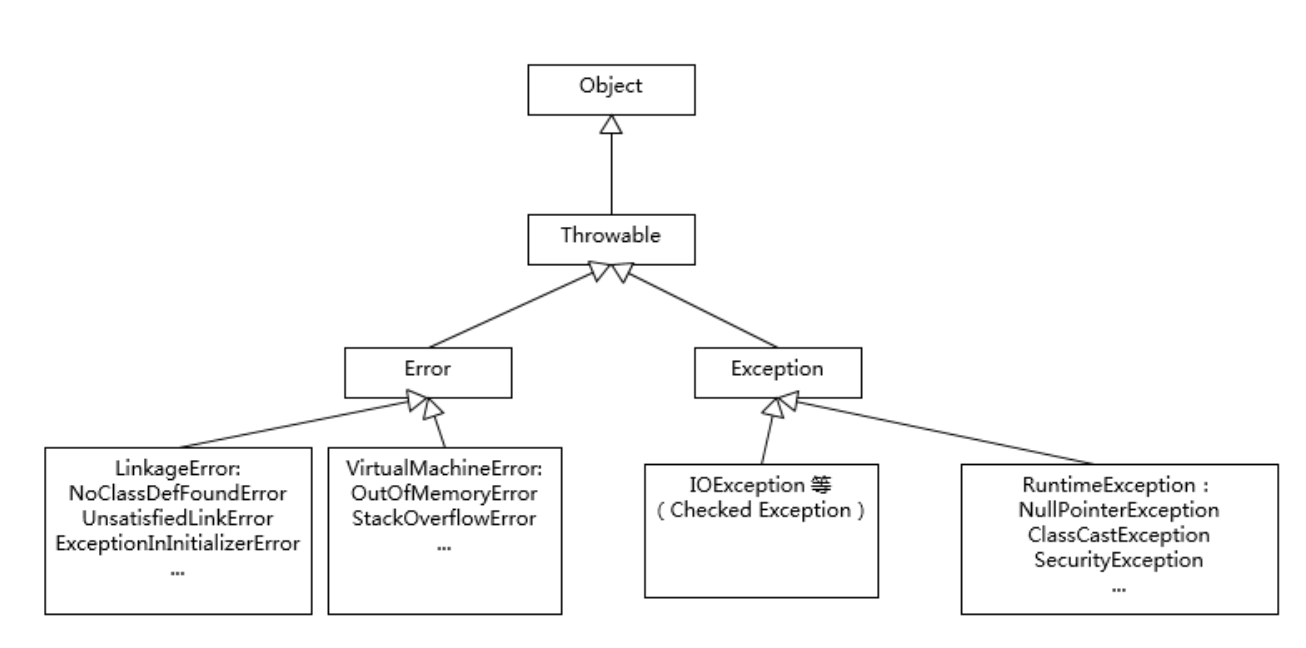 Object
Throwable
Error
Exception
LinkageError:
NoClassDefFoundError
UnsatisfiedLinkError
ExceptionInInitializerError
...
VirtualMachineError:
OutOfMemoryError
StackOverflowError
...
IOException 等
( Checked Exception )
RuntimeException :
NullPointerException
ClassCastException
SecurityException
...